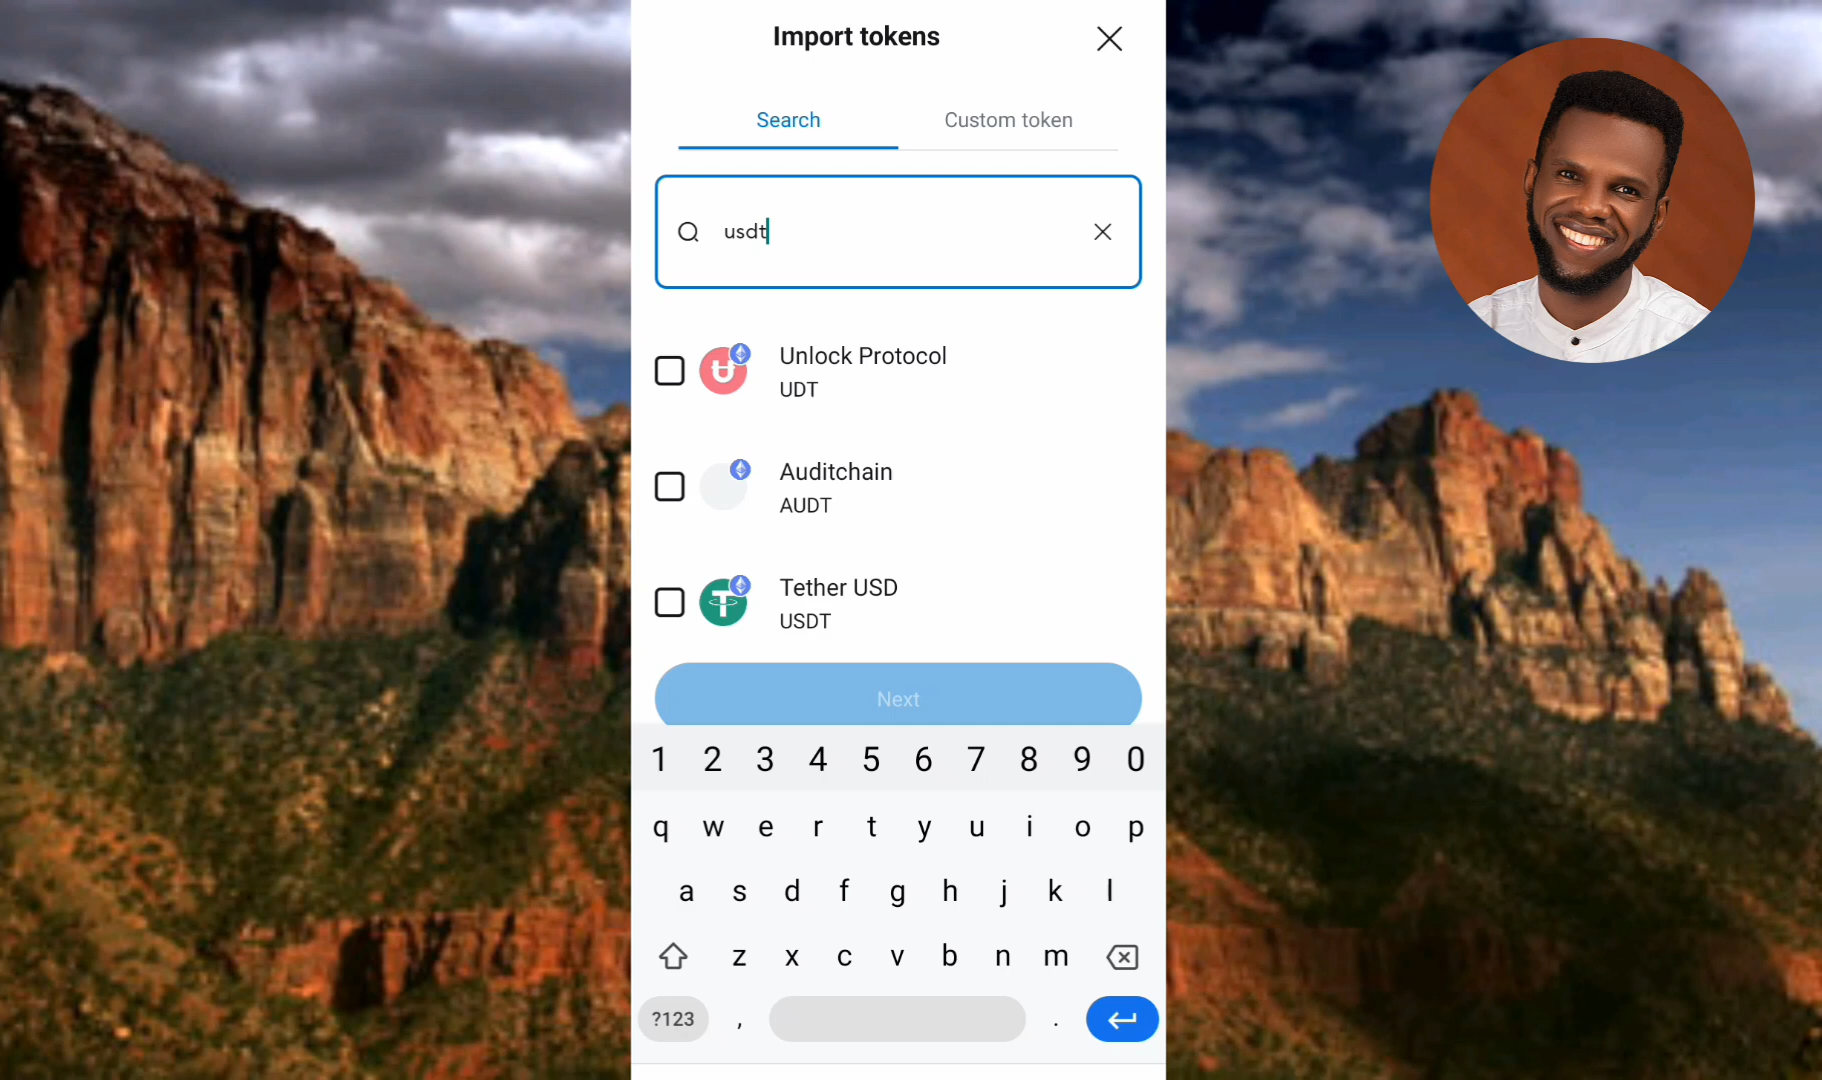 Import tokens
Search
Custom token
usdt
Unlock Protocol
UDT
Auditchain
AUDT
Tether USD
USDT
Next
1 2 3 4 5 6 7 8 9 0
q w e r t y u i o p
a s d f g h j k l
z x c v b n m
?123 , .